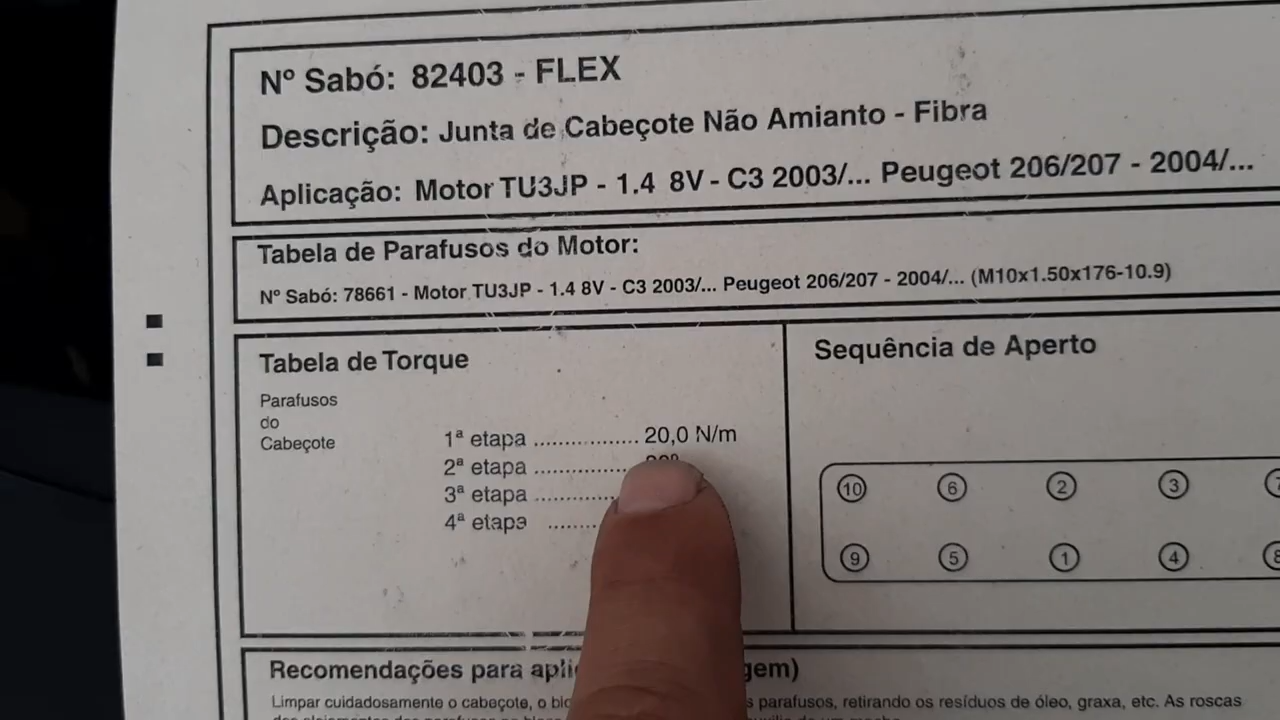 Nº Sabó: 82403 - FLEX
Descrição: Junta de Cabeçote Não Amianto - Fibra
Aplicação: Motor TU3JP - 1.4 8V - C3 2003/... Peugeot 206/207 - 2004/...
Tabela de Parafusos do Motor:
Nº Sabó: 78661 - Motor TU3JP - 1.4 8V - C3 2003/... Peugeot 206/207 - 2004/... (M10x1.50x176-10.9)
Tabela de Torque
Parafusos
do
Cabeçote
1ª etapa ................. 20,0 N/m
2ª etapa ...............
3ª etapa .............
4ª etapa ........
Sequência de Aperto
10 6 2 3
9 5 1 4
Recomendações para
Limpar cuidadosamente o cabeçote, o parafusos, retirando os resíduos de óleo, graxa, etc. As roscas